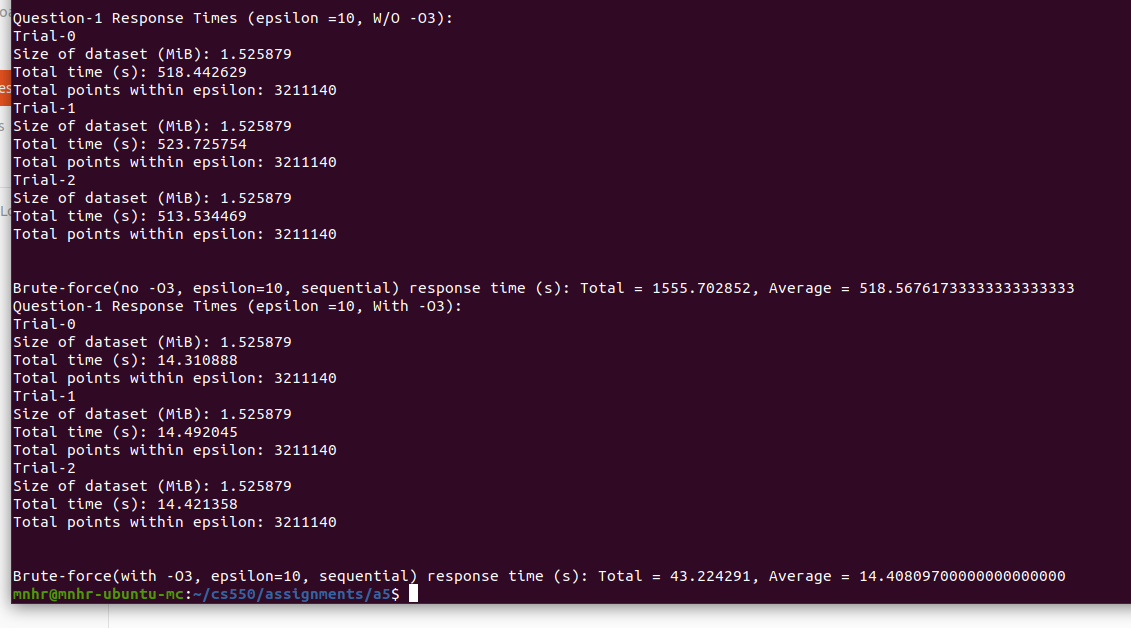 Question-1 Response Times (epsilon =10, W/O -O3):
Trial-0
Size of dataset (MiB): 1.525879
Total time (s): 518.442629
Total points within epsilon: 3211140
Trial-1
Size of dataset (MiB): 1.525879
Total time (s): 523.725754
Total points within epsilon: 3211140
Trial-2
Size of dataset (MiB): 1.525879
Total time (s): 513.534469
Total points within epsilon: 3211140
Brute-force(no -O3, epsilon=10, sequential) response time (s): Total = 1555.702852, Average = 518.56761733333333333333
Question-1 Response Times (epsilon =10, With -O3):
Trial-0
Size of dataset (MiB): 1.525879
Total time (s): 14.310888
Total points within epsilon: 3211140
Trial-1
Size of dataset (MiB): 1.525879
Total time (s): 14.492045
Total points within epsilon: 3211140
Trial-2
Size of dataset (MiB): 1.525879
Total time (s): 14.421358
Total points within epsilon: 3211140
Brute-force(with -O3, epsilon=10, sequential) response time (s): Total = 43.224291, Average = 14.40809700000000000000
mnhr@mnhr-ubuntu-mc:~/cs550/assignments/a5$